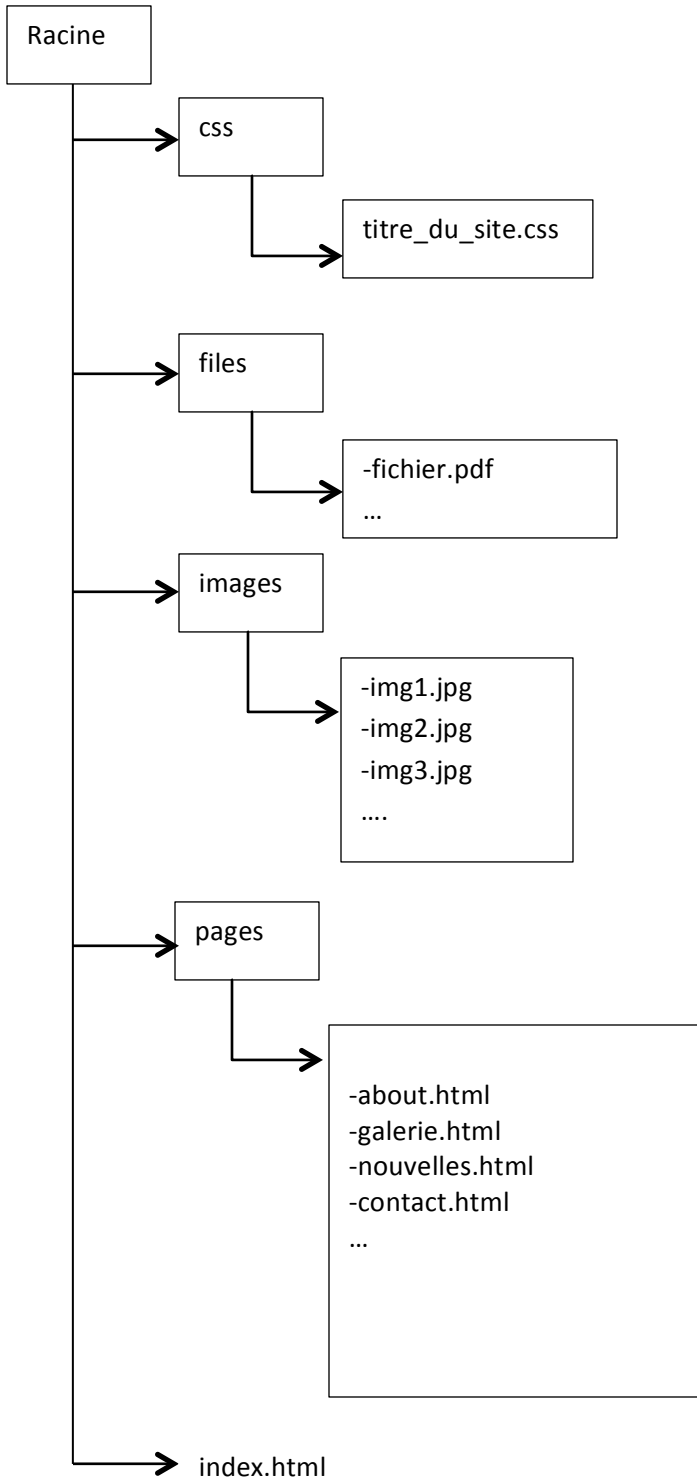 Racine
css
titre_du_site.css
files
-fichier.pdf
…
images
-img1.jpg
-img2.jpg
-img3.jpg
….
pages
-about.html
-galerie.html
-nouvelles.html
-contact.html
…
index.html